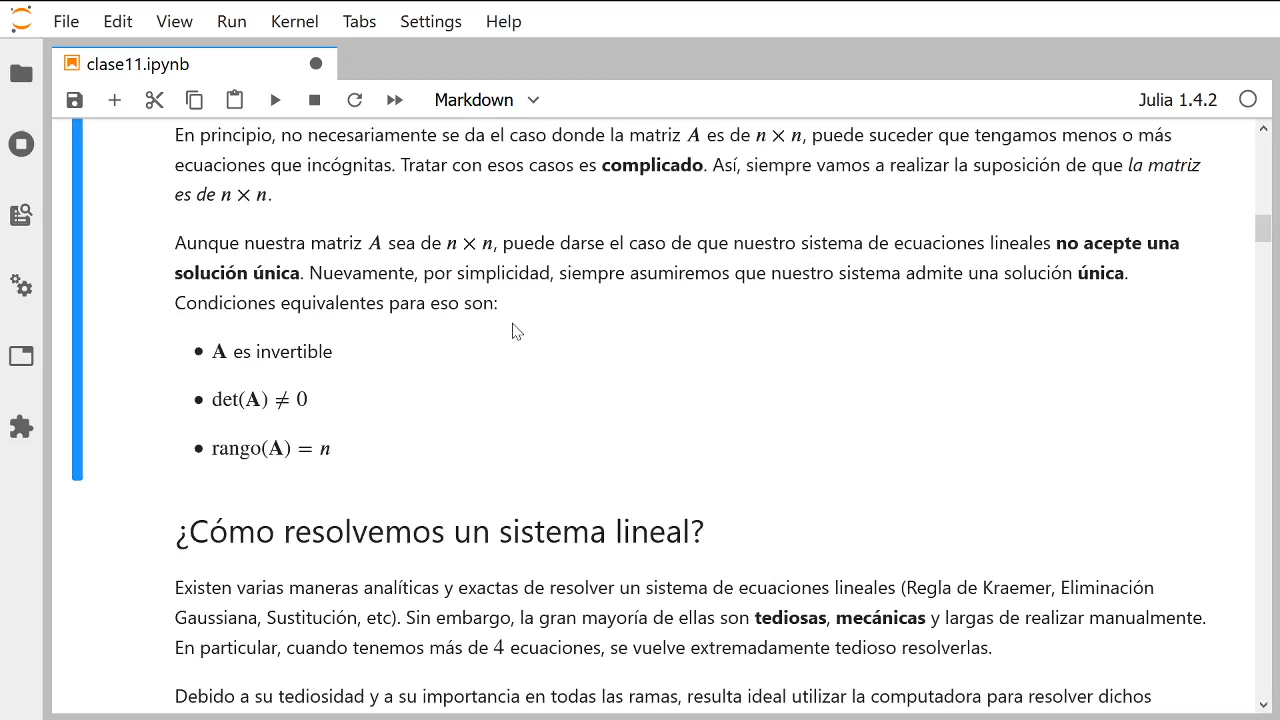 File Edit View Run Kernel Tabs Settings Help
clase11.ipynb
Markdown
Julia 1.4.2
En principio, no necesariamente se da el caso donde la matriz A es de n × n, puede suceder que tengamos menos o más
ecuaciones que incógnitas. Tratar con esos casos es complicado. Así, siempre vamos a realizar la suposición de que la matriz
es de n × n.
Aunque nuestra matriz A sea de n × n, puede darse el caso de que nuestro sistema de ecuaciones lineales no acepte una
solución única. Nuevamente, por simplicidad, siempre asumiremos que nuestro sistema admite una solución única.
Condiciones equivalentes para eso son:
• A es invertible
• det(A) ≠ 0
• rango(A) = n
¿Cómo resolvemos un sistema lineal?
Existen varias maneras analíticas y exactas de resolver un sistema de ecuaciones lineales (Regla de Kraemer, Eliminación
Gaussiana, Sustitución, etc). Sin embargo, la gran mayoría de ellas son tediosas, mecánicas y largas de realizar manualmente.
En particular, cuando tenemos más de 4 ecuaciones, se vuelve extremadamente tedioso resolverlas.
Debido a su tediosidad y a su importancia en todas las ramas, resulta ideal utilizar la computadora para resolver dichos